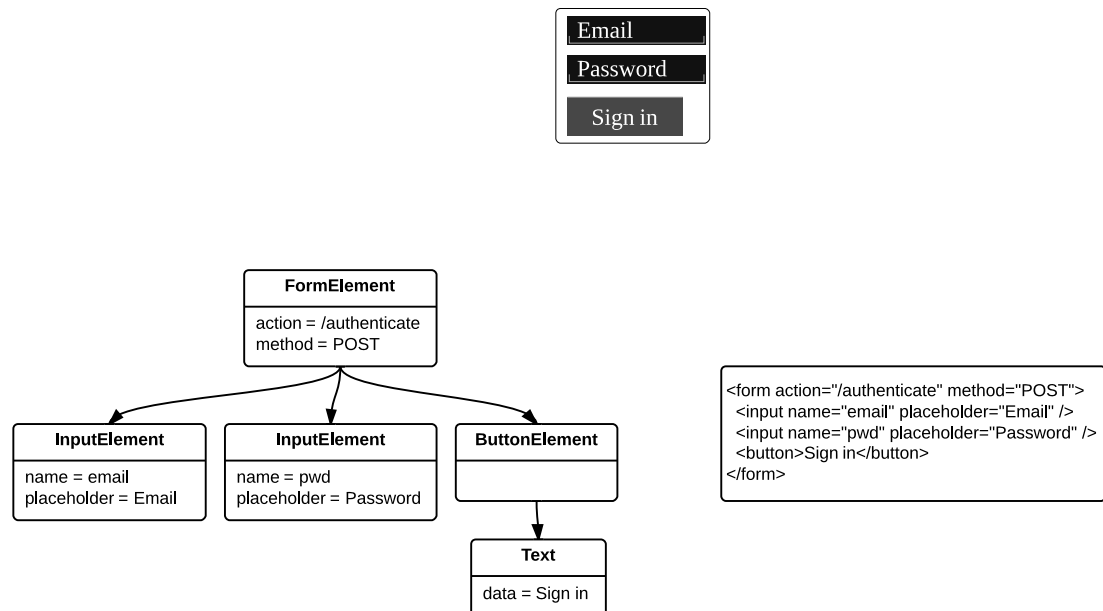 Email
Password
Sign in
FormElement
action = /authenticate
method = POST
InputElement
name = email
placeholder = Email
InputElement
name = pwd
placeholder = Password
ButtonElement
Text
data = Sign in
<form action="/authenticate" method="POST">
<input name="email" placeholder="Email" />
<input name="pwd" placeholder="Password" />
<button>Sign in</button>
</form>